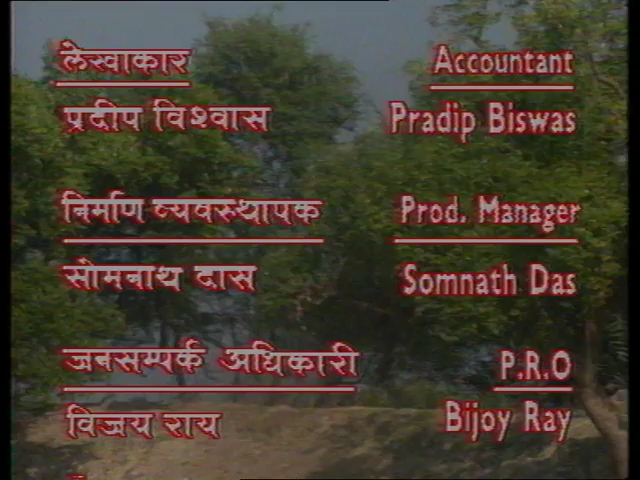 लेखाकार Accountant
प्रदीप विश्वास Pradip Biswas
निर्माण व्यवस्थापक Prod. Manager
सोमनाथ दास Somnath Das
जनसम्पर्क अधिकारी P.R.O
विजय राय Bijoy Ray